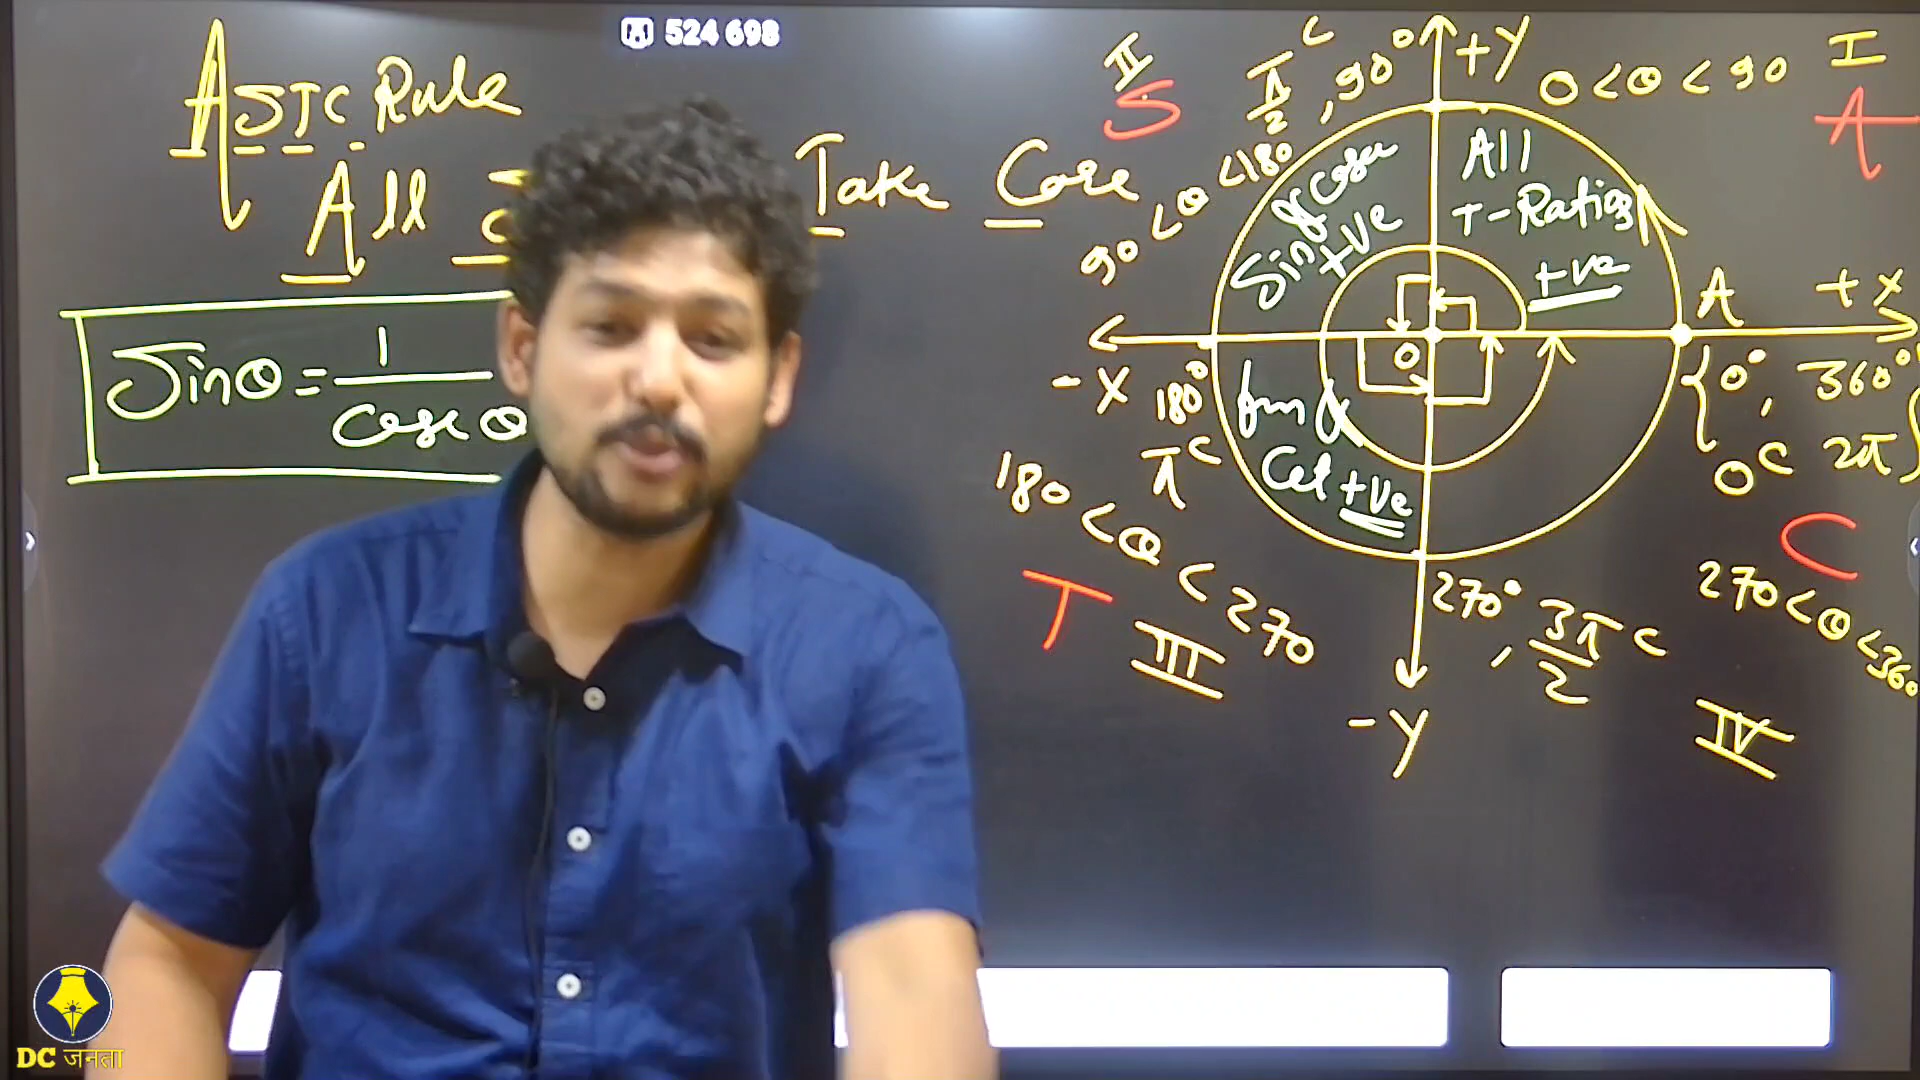 524 698
ASTC Rule
All
Take Care
Sinθ = 1/cosec θ
II
S
π/2 c, 90°
+Y
0 < θ < 90
I
A
90 < θ < 180
Sin & cosec +ve
All
T-Ratios
+ve
A
+X
-X
180°
π c
O
0°, 360°
0 c 2π
tan &
Cot +ve
180 < θ < 270
T
III
270°, 3π/2 c
C
270 < θ < 360
IV
-Y
DC जनता